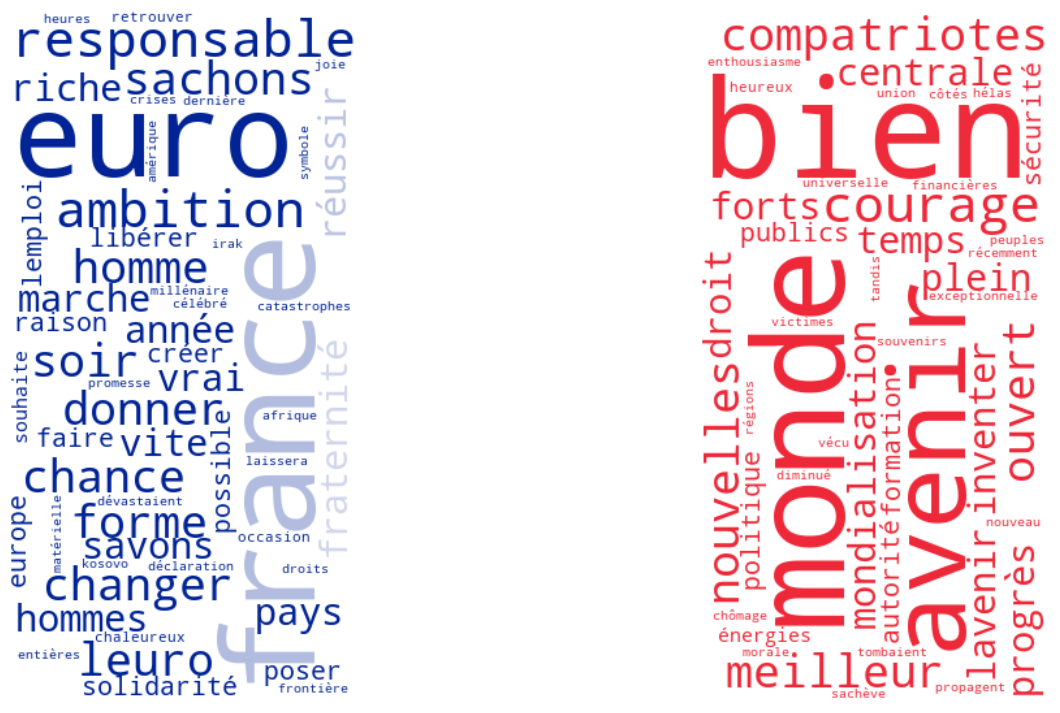 heures retrouver
responsable
joie
riche sachons
crises dernière
euro
amérique
symbole
réussir
lemploi
ambition
libérer irak
homme
marche millénaire
célébré catastrophes
raison année
soir créer
souhaite
promesse vrai
donner
afrique
faire vite
possible
laissera
chance
france
fraternité
dévastaient
europe
matérielle
forme
occasion
savons
kosovo déclaration droits
changer
hommes pays
chaleureux
entières leuro poser
solidarité frontière
compatriotes
enthousiasme centrale
heureux union côtés hélas
sécurité
bien
universelle financières
forts courage
publics temps peuples
récemment
droit
tandis
plein
exceptionnelle
monde
victimes
souvenirs
avenir
nouvelles
régions
mondialisation
formation
inventer
ouvert
vécu
politique
diminué
nouveau
autorité
lavenir
progrès
chômage
énergies
morale tombaient
meilleur propagent
sachève